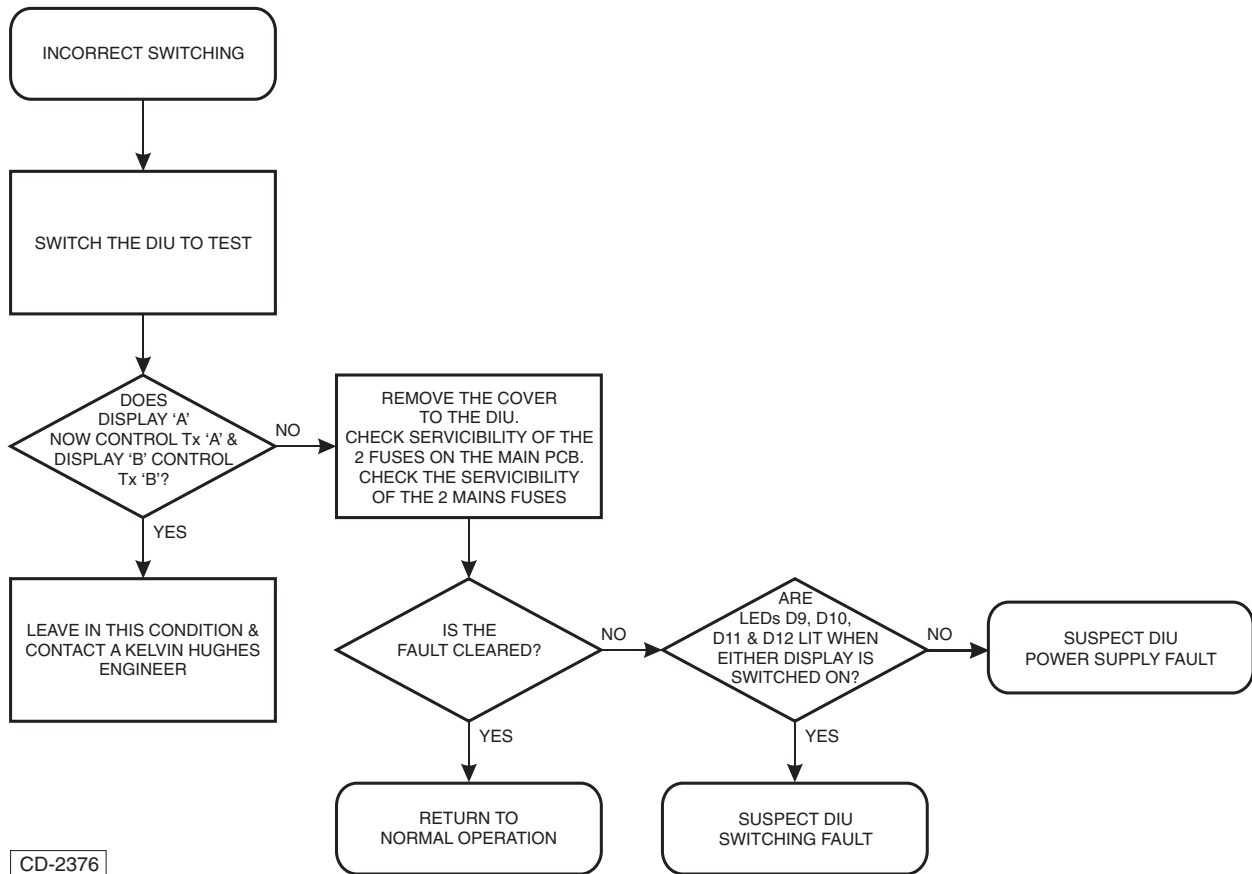 INCORRECT SWITCHING
SWITCH THE DIU TO TEST
DOES
DISPLAY ‘A’
NOW CONTROL Tx ‘A’ &
DISPLAY ‘B’ CONTROL
Tx ‘B’?
NO
YES
REMOVE THE COVER
TO THE DIU.
CHECK SERVICIBILITY OF THE
2 FUSES ON THE MAIN PCB.
CHECK THE SERVICIBILITY
OF THE 2 MAINS FUSES
LEAVE IN THIS CONDITION &
CONTACT A KELVIN HUGHES
ENGINEER
IS THE
FAULT CLEARED?
NO
YES
ARE
LEDs D9, D10,
D11 & D12 LIT WHEN
EITHER DISPLAY IS
SWITCHED ON?
NO
YES
SUSPECT DIU
POWER SUPPLY FAULT
RETURN TO
NORMAL OPERATION
SUSPECT DIU
SWITCHING FAULT
CD-2376